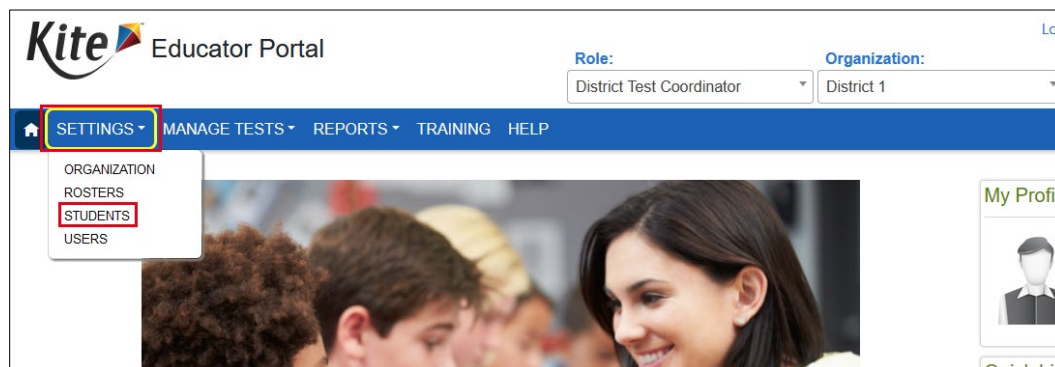 Lo
Kite Educator Portal
Role: Organization:
District Test Coordinator District 1
SETTINGS MANAGE TESTS REPORTS TRAINING HELP
ORGANIZATION
ROSTERS
STUDENTS
USERS
My Profi